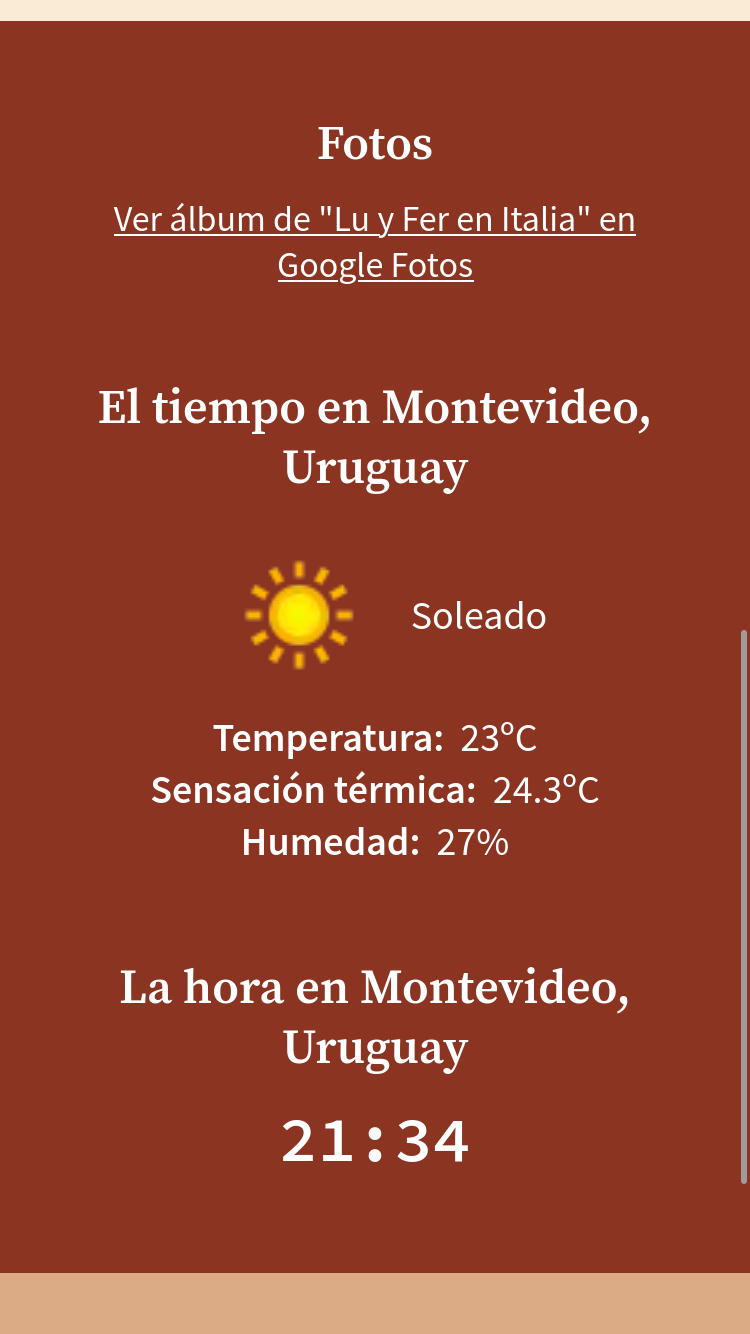 Fotos
Ver álbum de "Lu y Fer en Italia" en
Google Fotos
El tiempo en Montevideo,
Uruguay
Soleado
Temperatura: 23ºC
Sensación térmica: 24.3ºC
Humedad: 27%
La hora en Montevideo,
Uruguay
21:34